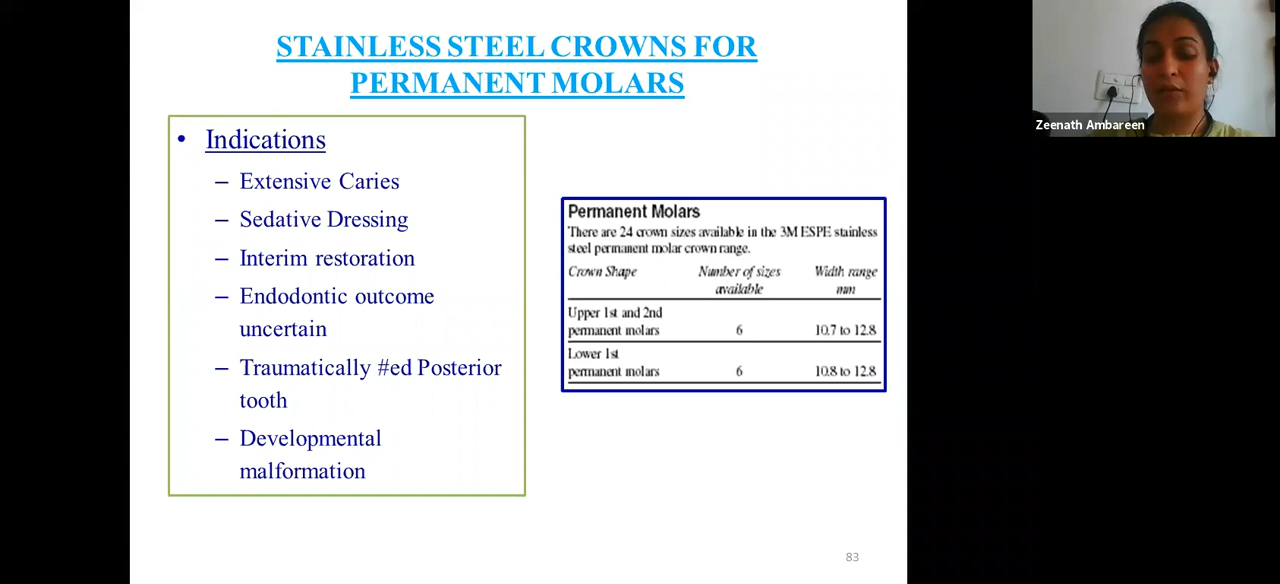 STAINLESS STEEL CROWNS FOR
PERMANENT MOLARS
• Indications
– Extensive Caries
– Sedative Dressing
– Interim restoration
– Endodontic outcome
uncertain
– Traumatically #ed Posterior
tooth
– Developmental
malformation
Permanent Molars
There are 24 crown sizes available in the 3M ESPE stainless
steel permanent molar crown range.
Crown Shape Number of sizes Width range
available mm
Upper 1st and 2nd
permanent molars 6 10.7 to 12.8
Lower 1st
permanent molars 6 10.8 to 12.8
83
Zeenath Ambareen